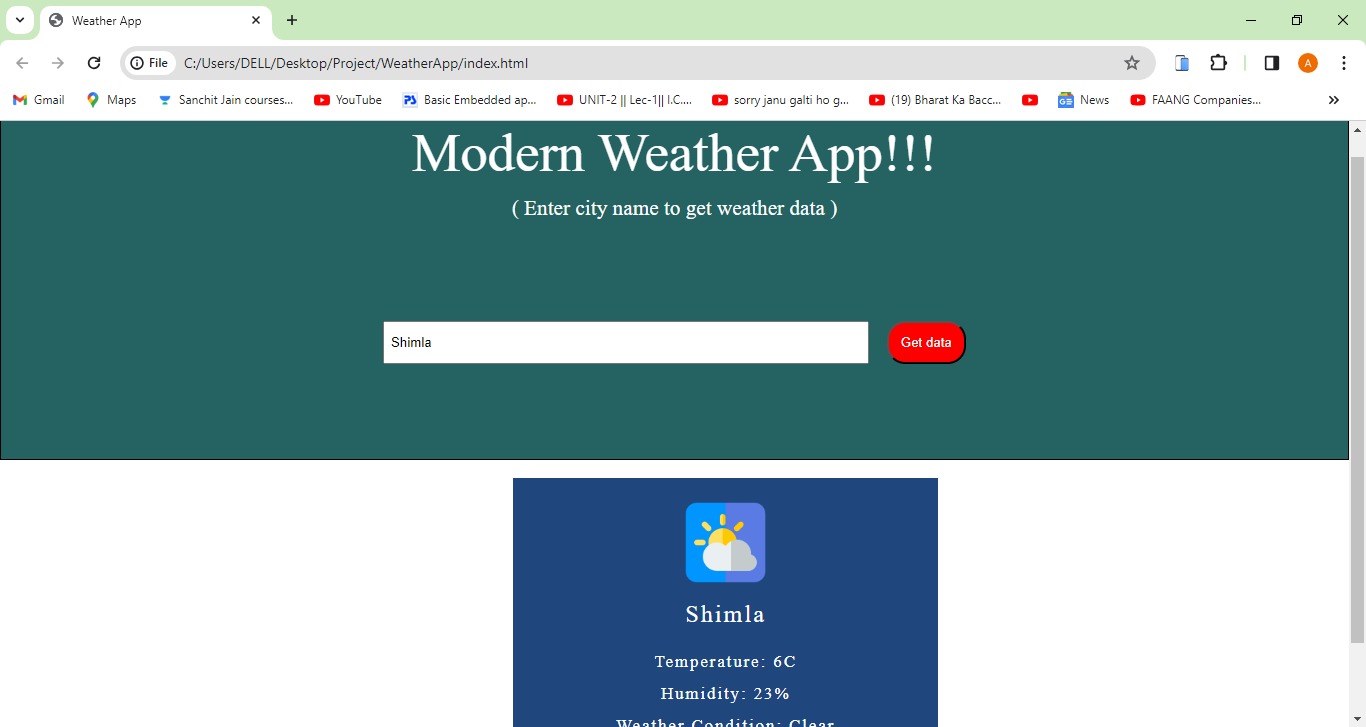 Weather App
File C:/Users/DELL/Desktop/Project/WeatherApp/index.html A
Gmail Maps Sanchit Jain courses... YouTube Basic Embedded ap... UNIT-2 || Lec-1|| I.C.... sorry janu galti ho g... (19) Bharat Ka Bacc... News FAANG Companies... »
Modern Weather App!!!
( Enter city name to get weather data )
Shimla Get data
Shimla
Temperature: 6C
Humidity: 23%
Weather Condition: Clear